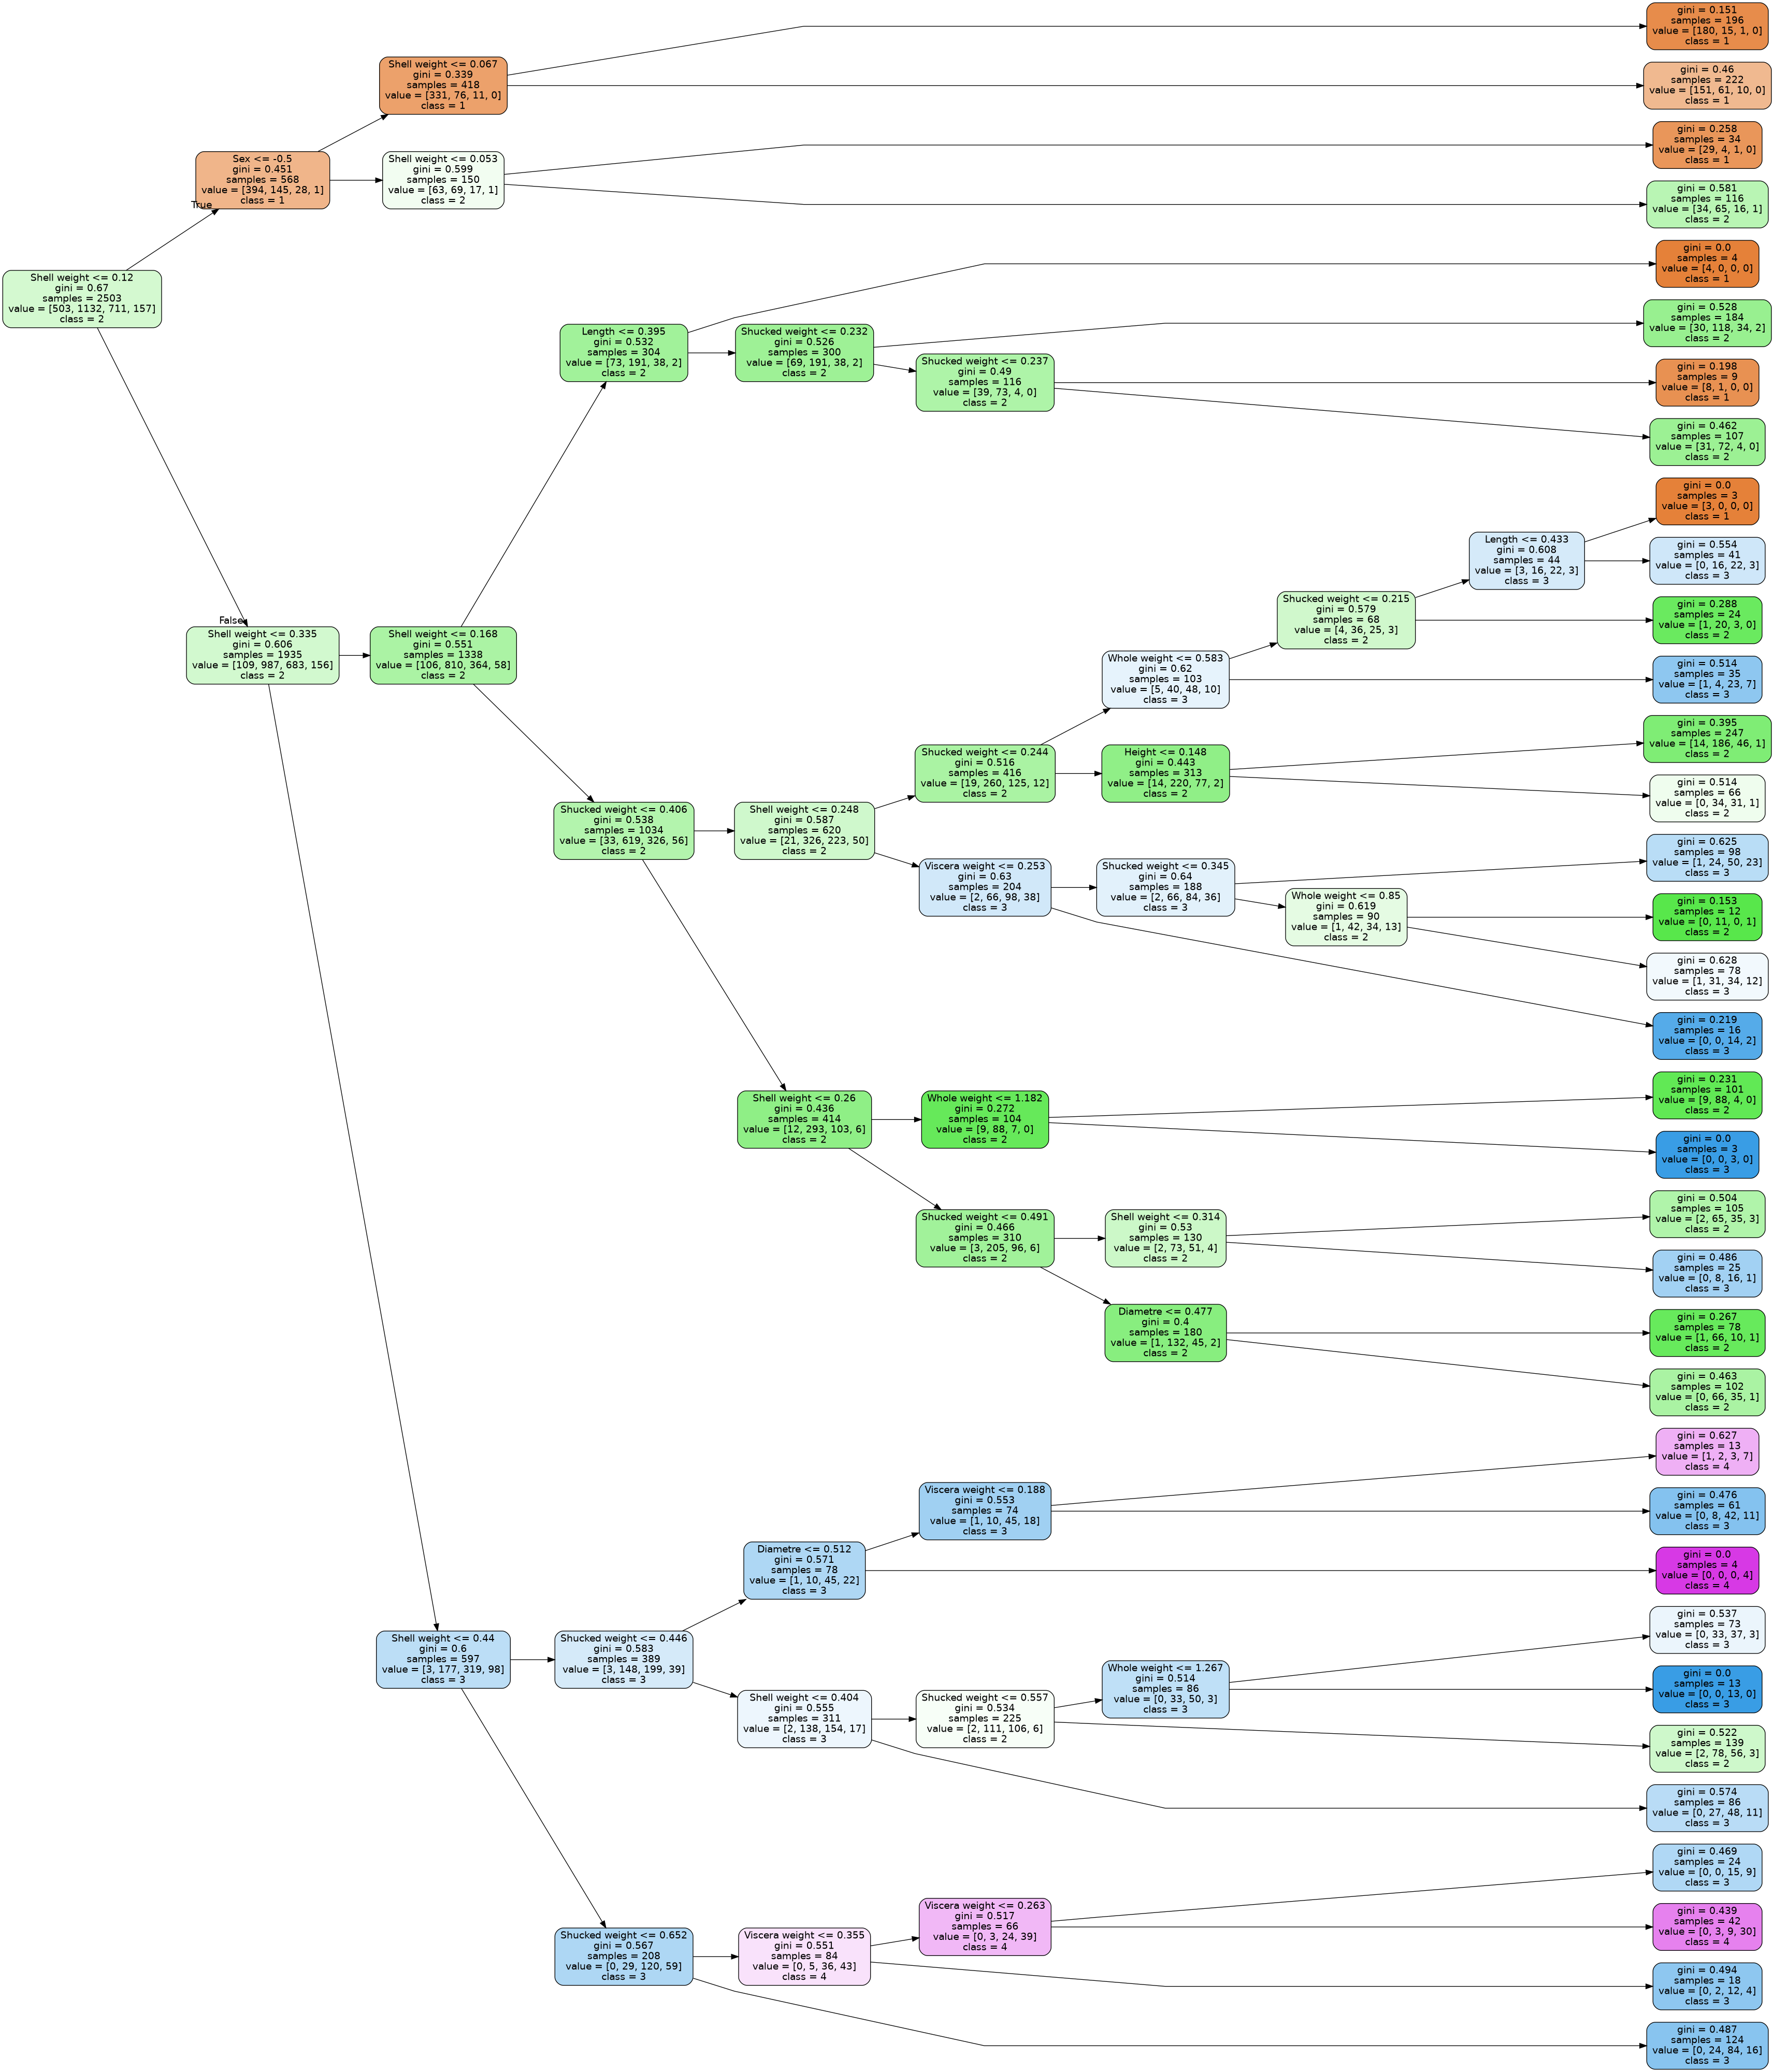 Shell weight <= 0.12
gini = 0.67
samples = 2503
value = [503, 1132, 711, 157]
class = 2
True
False
Sex <= -0.5
gini = 0.451
samples = 568
value = [394, 145, 28, 1]
class = 1
Shell weight <= 0.335
gini = 0.606
samples = 1935
value = [109, 987, 683, 156]
class = 2
Shell weight <= 0.067
gini = 0.339
samples = 418
value = [331, 76, 11, 0]
class = 1
Shell weight <= 0.053
gini = 0.599
samples = 150
value = [63, 69, 17, 1]
class = 2
Shell weight <= 0.168
gini = 0.551
samples = 1338
value = [106, 810, 364, 58]
class = 2
Shell weight <= 0.44
gini = 0.6
samples = 597
value = [3, 177, 319, 98]
class = 3
Length <= 0.395
gini = 0.532
samples = 304
value = [73, 191, 38, 2]
class = 2
Shucked weight <= 0.406
gini = 0.538
samples = 1034
value = [33, 619, 326, 56]
class = 2
Shucked weight <= 0.446
gini = 0.583
samples = 389
value = [3, 148, 199, 39]
class = 3
Shucked weight <= 0.652
gini = 0.567
samples = 208
value = [0, 29, 120, 59]
class = 3
Shucked weight <= 0.232
gini = 0.526
samples = 300
value = [69, 191, 38, 2]
class = 2
Shell weight <= 0.248
gini = 0.587
samples = 620
value = [21, 326, 223, 50]
class = 2
Shell weight <= 0.26
gini = 0.436
samples = 414
value = [12, 293, 103, 6]
class = 2
Diametre <= 0.512
gini = 0.571
samples = 78
value = [1, 10, 45, 22]
class = 3
Shell weight <= 0.404
gini = 0.555
samples = 311
value = [2, 138, 154, 17]
class = 3
Viscera weight <= 0.355
gini = 0.551
samples = 84
value = [0, 5, 36, 43]
class = 4
Shucked weight <= 0.237
gini = 0.49
samples = 116
value = [39, 73, 4, 0]
class = 2
Shucked weight <= 0.244
gini = 0.516
samples = 416
value = [19, 260, 125, 12]
class = 2
Viscera weight <= 0.253
gini = 0.63
samples = 204
value = [2, 66, 98, 38]
class = 3
Whole weight <= 1.182
gini = 0.272
samples = 104
value = [9, 88, 7, 0]
class = 2
Shucked weight <= 0.491
gini = 0.466
samples = 310
value = [3, 205, 96, 6]
class = 2
Viscera weight <= 0.188
gini = 0.553
samples = 74
value = [1, 10, 45, 18]
class = 3
Shucked weight <= 0.557
gini = 0.534
samples = 225
value = [2, 111, 106, 6]
class = 2
Viscera weight <= 0.263
gini = 0.517
samples = 66
value = [0, 3, 24, 39]
class = 4
Whole weight <= 0.583
gini = 0.62
samples = 103
value = [5, 40, 48, 10]
class = 3
Height <= 0.148
gini = 0.443
samples = 313
value = [14, 220, 77, 2]
class = 2
Shucked weight <= 0.345
gini = 0.64
samples = 188
value = [2, 66, 84, 36]
class = 3
Shell weight <= 0.314
gini = 0.53
samples = 130
value = [2, 73, 51, 4]
class = 2
Diametre <= 0.477
gini = 0.4
samples = 180
value = [1, 132, 45, 2]
class = 2
Whole weight <= 1.267
gini = 0.514
samples = 86
value = [0, 33, 50, 3]
class = 3
Shucked weight <= 0.215
gini = 0.579
samples = 68
value = [4, 36, 25, 3]
class = 2
Whole weight <= 0.85
gini = 0.619
samples = 90
value = [1, 42, 34, 13]
class = 2
Length <= 0.433
gini = 0.608
samples = 44
value = [3, 16, 22, 3]
class = 3
gini = 0.151
samples = 196
value = [180, 15, 1, 0]
class = 1
gini = 0.46
samples = 222
value = [151, 61, 10, 0]
class = 1
gini = 0.258
samples = 34
value = [29, 4, 1, 0]
class = 1
gini = 0.581
samples = 116
value = [34, 65, 16, 1]
class = 2
gini = 0.0
samples = 4
value = [4, 0, 0, 0]
class = 1
gini = 0.528
samples = 184
value = [30, 118, 34, 2]
class = 2
gini = 0.198
samples = 9
value = [8, 1, 0, 0]
class = 1
gini = 0.462
samples = 107
value = [31, 72, 4, 0]
class = 2
gini = 0.0
samples = 3
value = [3, 0, 0, 0]
class = 1
gini = 0.554
samples = 41
value = [0, 16, 22, 3]
class = 3
gini = 0.288
samples = 24
value = [1, 20, 3, 0]
class = 2
gini = 0.514
samples = 35
value = [1, 4, 23, 7]
class = 3
gini = 0.395
samples = 247
value = [14, 186, 46, 1]
class = 2
gini = 0.514
samples = 66
value = [0, 34, 31, 1]
class = 2
gini = 0.625
samples = 98
value = [1, 24, 50, 23]
class = 3
gini = 0.153
samples = 12
value = [0, 11, 0, 1]
class = 2
gini = 0.628
samples = 78
value = [1, 31, 34, 12]
class = 3
gini = 0.219
samples = 16
value = [0, 0, 14, 2]
class = 3
gini = 0.231
samples = 101
value = [9, 88, 4, 0]
class = 2
gini = 0.0
samples = 3
value = [0, 0, 3, 0]
class = 3
gini = 0.504
samples = 105
value = [2, 65, 35, 3]
class = 2
gini = 0.486
samples = 25
value = [0, 8, 16, 1]
class = 3
gini = 0.267
samples = 78
value = [1, 66, 10, 1]
class = 2
gini = 0.463
samples = 102
value = [0, 66, 35, 1]
class = 2
gini = 0.627
samples = 13
value = [1, 2, 3, 7]
class = 4
gini = 0.476
samples = 61
value = [0, 8, 42, 11]
class = 3
gini = 0.0
samples = 4
value = [0, 0, 0, 4]
class = 4
gini = 0.537
samples = 73
value = [0, 33, 37, 3]
class = 3
gini = 0.0
samples = 13
value = [0, 0, 13, 0]
class = 3
gini = 0.522
samples = 139
value = [2, 78, 56, 3]
class = 2
gini = 0.574
samples = 86
value = [0, 27, 48, 11]
class = 3
gini = 0.469
samples = 24
value = [0, 0, 15, 9]
class = 3
gini = 0.439
samples = 42
value = [0, 3, 9, 30]
class = 4
gini = 0.494
samples = 18
value = [0, 2, 12, 4]
class = 3
gini = 0.487
samples = 124
value = [0, 24, 84, 16]
class = 3